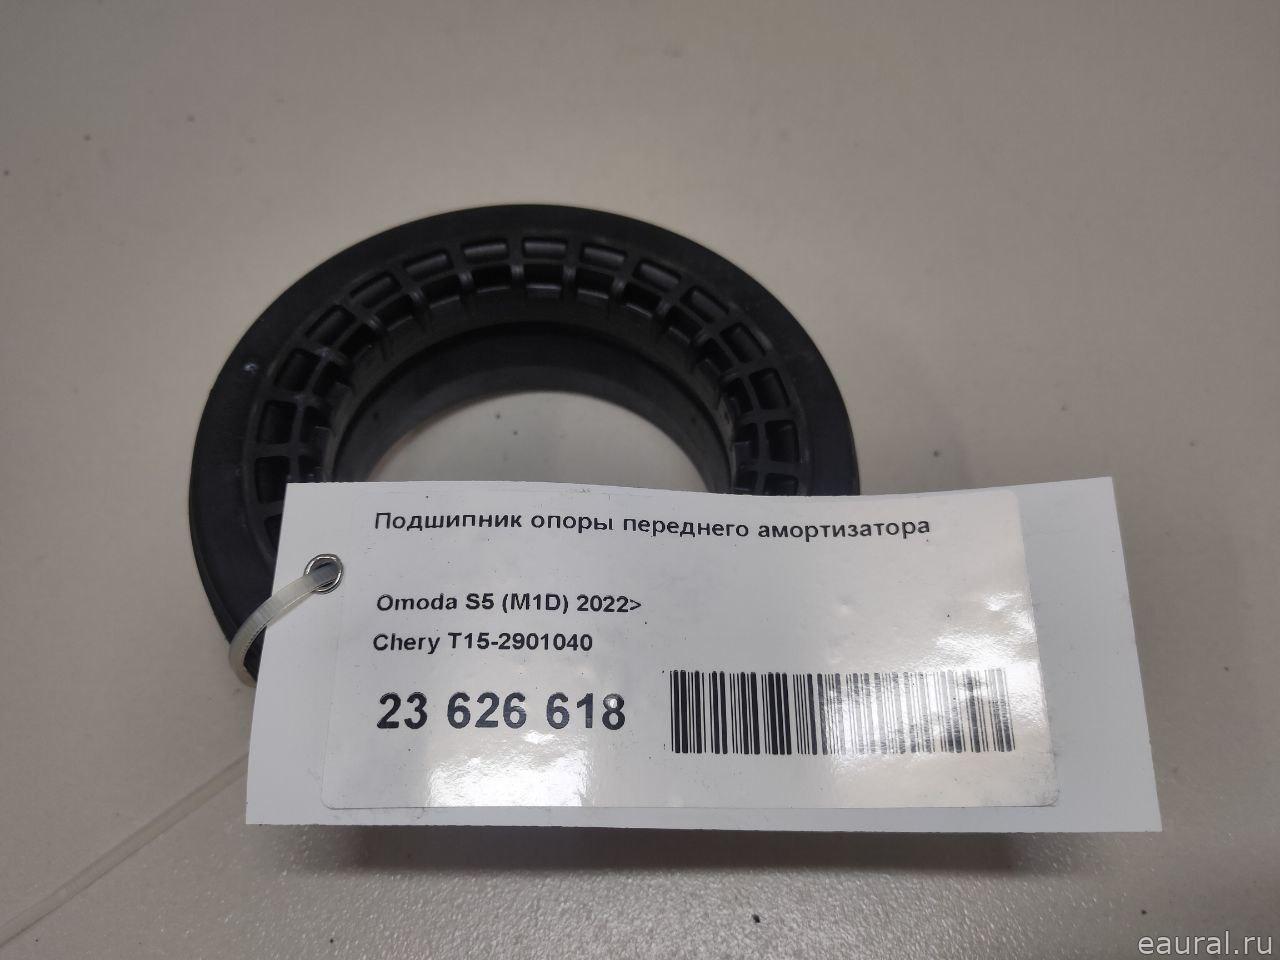 Подшипник опоры переднего амортизатора
Omoda S5 (M1D) 2022>
Chery T15-2901040
23 626 618
eaural.ru